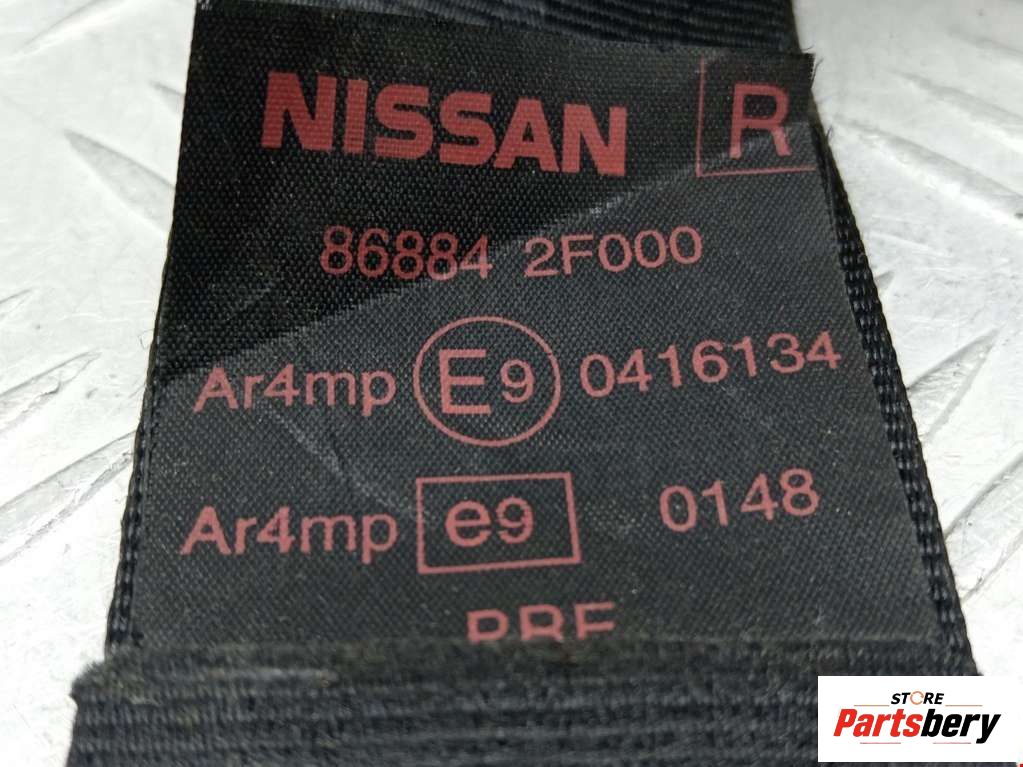 NISSAN R
86884 2F000
Ar4mp E9 0416134
Ar4mp e9 0148
STORE
Partsbery